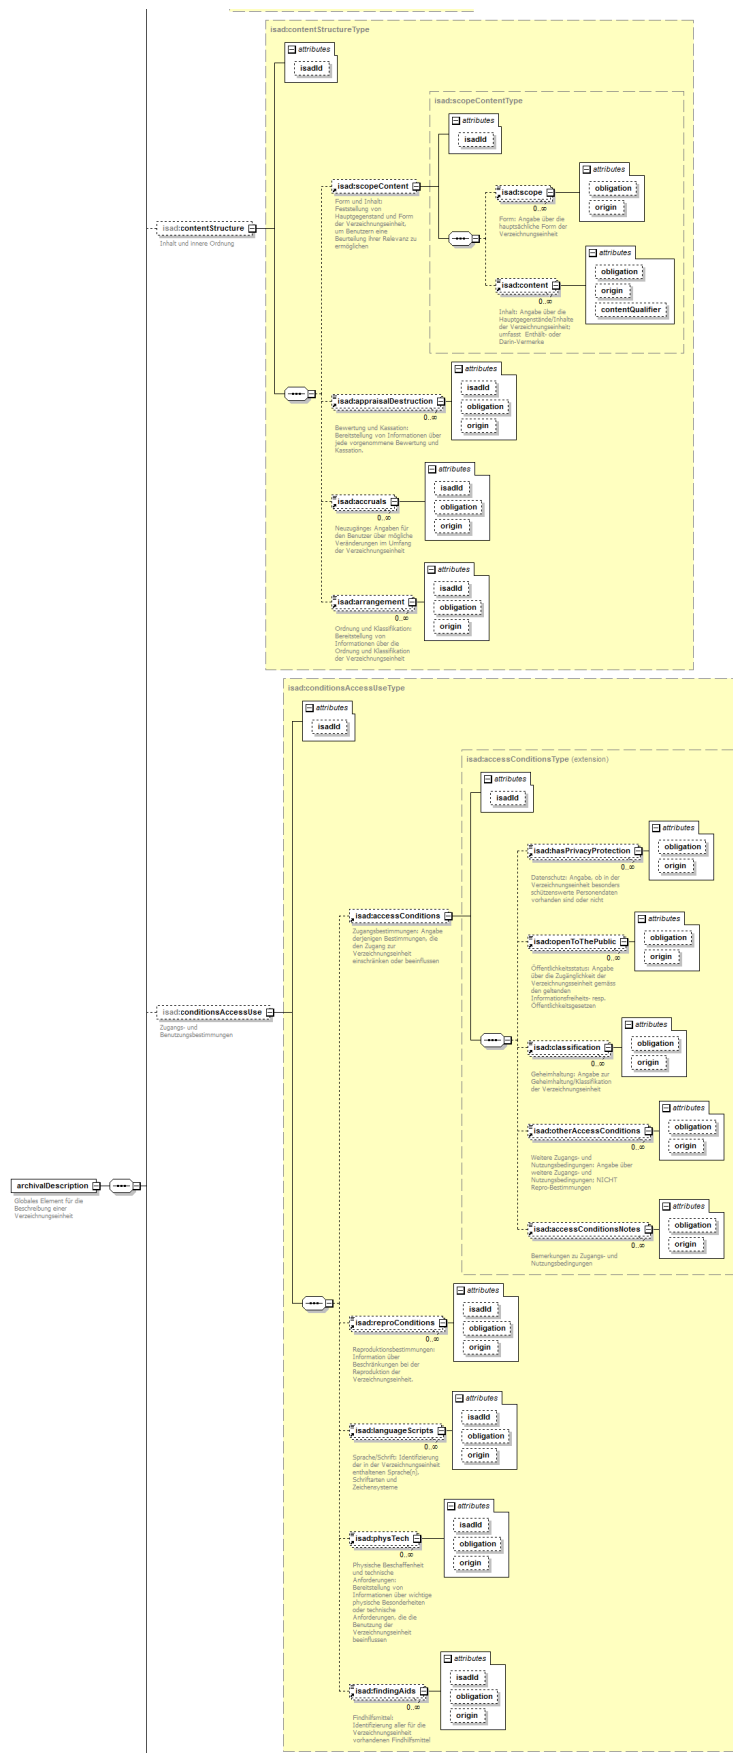 isad:contentStructureType
attributes
isadId
isad:scopeContentType
attributes
isadId
isad:scopeContent
Form und Inhalt:
Feststellung von
Hauptgegenstand und Form
der Verzeichnungseinheit,
um Benutzern eine
Beurteilung ihrer Relevanz zu
ermöglichen
attributes
isad:scope
obligation
origin
0..∞
Form: Angabe über die
hauptsächliche Form der
Verzeichnungseinheit
isad:contentStructure
Inhalt und innere Ordnung
attributes
isad:content
obligation
origin
contentQualifier
0..∞
Inhalt: Angabe über die
Hauptgegenstände/Inhalte
der Verzeichnungseinheit;
umfasst Enthält- oder
Darin-Vermerke
attributes
isadId
isad:appraisalDestruction
obligation
origin
0..∞
Bewertung und Kassation:
Bereitstellung von Informationen über
jede vorgenommene Bewertung und
Kassation.
attributes
isadId
isad:accruals
obligation
origin
0..∞
Neuzugänge: Angaben für
den Benutzer über mögliche
Veränderungen im Umfang
der Verzeichnungseinheit
attributes
isadId
isad:arrangement
obligation
origin
0..∞
Ordnung und Klassifikation:
Bereitstellung von
Informationen über die
Ordnung und Klassifikation
der Verzeichnungseinheit
isad:conditionsAccessUseType
attributes
isadId
isad:accessConditionsType (extension)
attributes
isadId
attributes
isad:hasPrivacyProtection
obligation
origin
0..∞
Datenschutz: Angabe, ob in der
Verzeichnungseinheit besonders
schützenswerte Personendaten
vorhanden sind oder nicht
isad:accessConditions
Zugangsbestimmungen: Angabe
derjenigen Bestimmungen, die
den Zugang zur
Verzeichnungseinheit
einschränken oder beeinflussen
attributes
isad:openToThePublic
obligation
origin
0..∞
Öffentlichkeitsstatus: Angabe
über die Zugänglichkeit der
Verzeichnungsseinheit gemäss
den geltenden
Informationsfreiheits- resp.
Öffentlichkeitsgesetzen
isad:conditionsAccessUse
Zugangs- und
Benutzungsbestimmungen
attributes
isad:classification
obligation
origin
0..∞
Geheimhaltung: Angabe zur
Geheimhaltung/Klassifikation
der Verzeichnungseinheit
attributes
isad:otherAccessConditions
obligation
origin
0..∞
Weitere Zugangs- und
Nutzungsbedingungen: Angabe über
weitere Zugangs- und
Nutzungsbedingungen; NICHT
Repro-Bestimmungen
archivalDescription
Globales Element für die
Beschreibung einer
Verzeichnungseinheit
attributes
isad:accessConditionsNotes
obligation
origin
0..∞
Bemerkungen zu Zugangs- und
Nutzungsbedingungen
attributes
isadId
isad:reproConditions
obligation
origin
0..∞
Reproduktionsbestimmungen:
Information über
Beschränkungen bei der
Reproduktion der
Verzeichnungseinheit.
attributes
isadId
isad:languageScripts
obligation
origin
0..∞
Sprache/Schrift: Identifizierung
der in der Verzeichnungseinheit
enthaltenen Sprache(n),
Schriftarten und
Zeichensysteme
attributes
isadId
isad:physTech
obligation
origin
0..∞
Physische Beschaffenheit
und technische
Anforderungen:
Bereitstellung von
Informationen über wichtige
physische Besonderheiten
oder technische
Anforderungen, die die
Benutzung der
Verzeichnungseinheit
beeinflussen
attributes
isadId
isad:findingAids
obligation
origin
0..∞
Findhilfsmittel:
Identifizierung aller für die
Verzeichnungseinheit
vorhandenen Findhilfsmittel